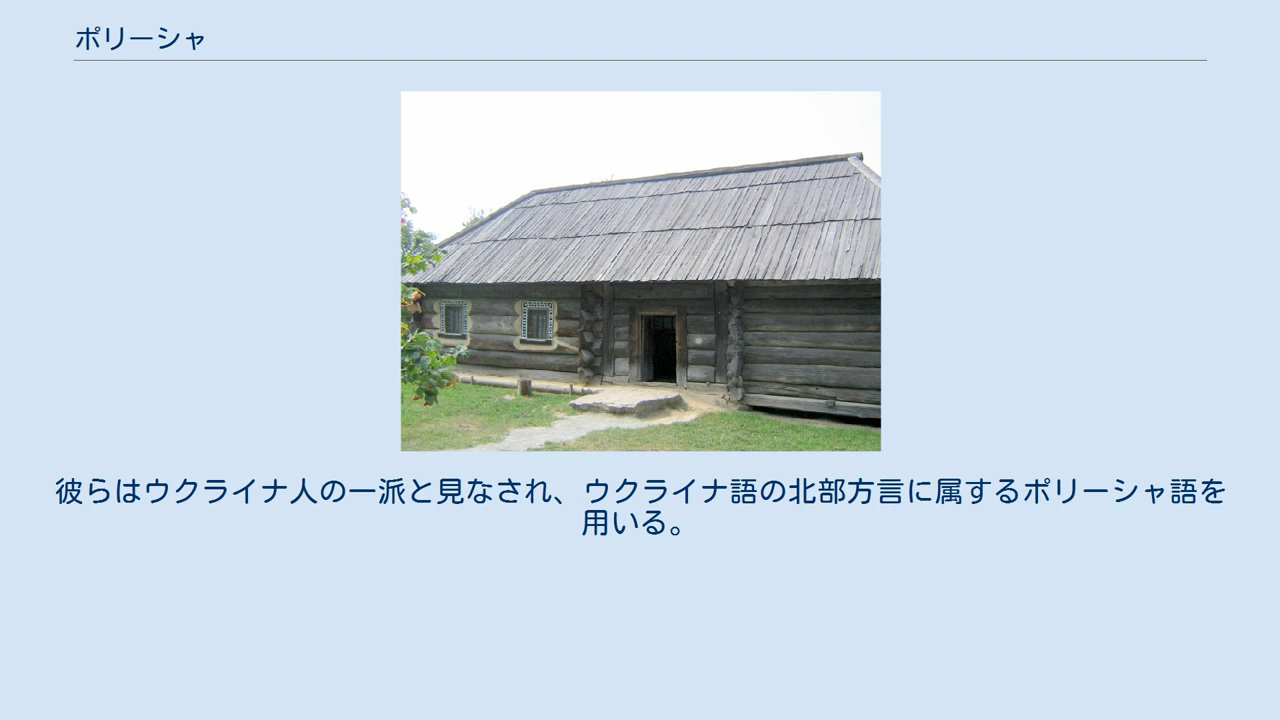 ポリーシャ
彼らはウクライナ人の一派と見なされ、ウクライナ語の北部方言に属するポリーシャ語を
用いる。